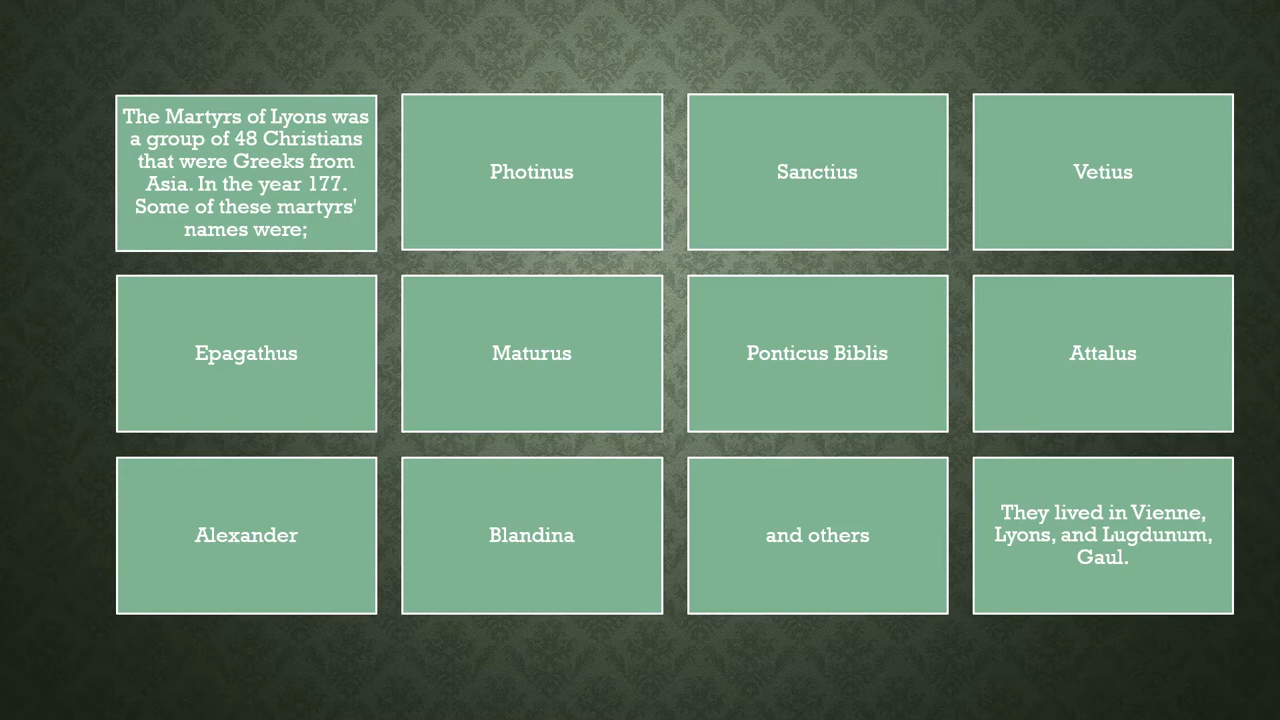 The Martyrs of Lyons was
a group of 48 Christians
that were Greeks from
Asia. In the year 177.
Some of these martyrs'
names were;
Photinus
Sanctius
Vetius
Epagathus
Maturus
Ponticus Biblis
Attalus
Alexander
Blandina
and others
They lived in Vienne,
Lyons, and Lugdunum,
Gaul.